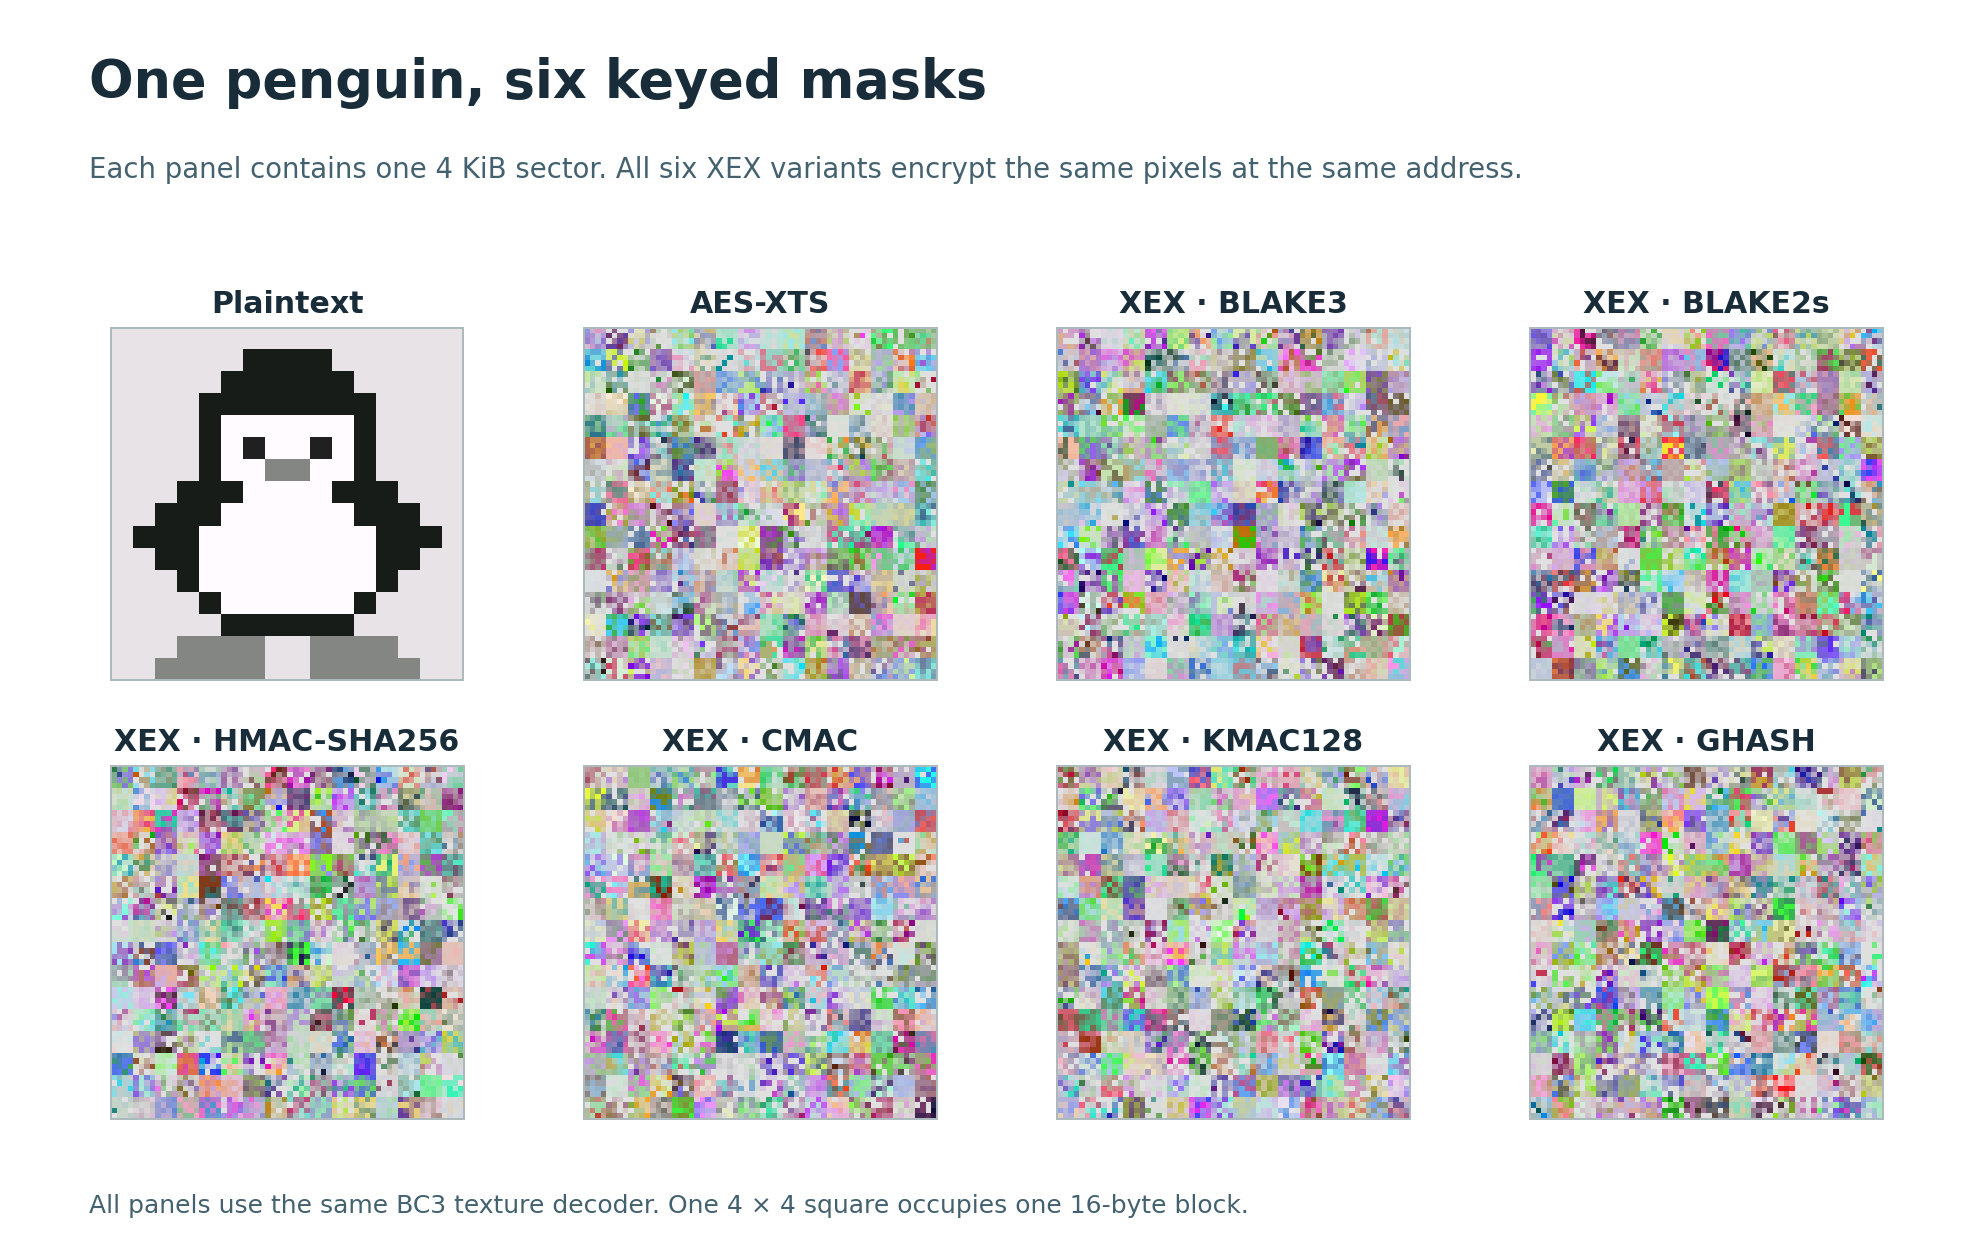 One penguin, six keyed masks
Each panel contains one 4 KiB sector. All six XEX variants encrypt the same pixels at the same address.
Plaintext
AES-XTS
XEX · BLAKE3
XEX · BLAKE2s
XEX · HMAC-SHA256
XEX · CMAC
XEX · KMAC128
XEX · GHASH
All panels use the same BC3 texture decoder. One 4 × 4 square occupies one 16-byte block.